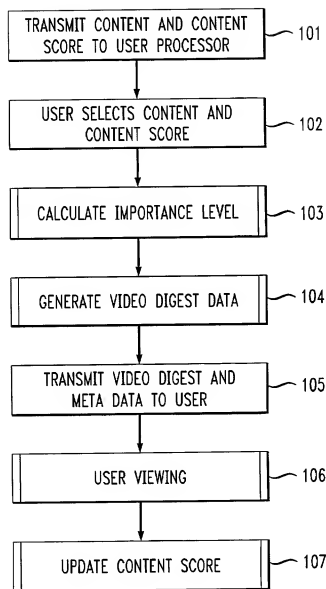 TRANSMIT CONTENT AND CONTENT
SCORE TO USER PROCESSOR
101
USER SELECTS CONTENT AND
CONTENT SCORE
102
CALCULATE IMPORTANCE LEVEL
103
GENERATE VIDEO DIGEST DATA
104
TRANSMIT VIDEO DIGEST AND
META DATA TO USER
105
USER VIEWING
106
UPDATE CONTENT SCORE
107